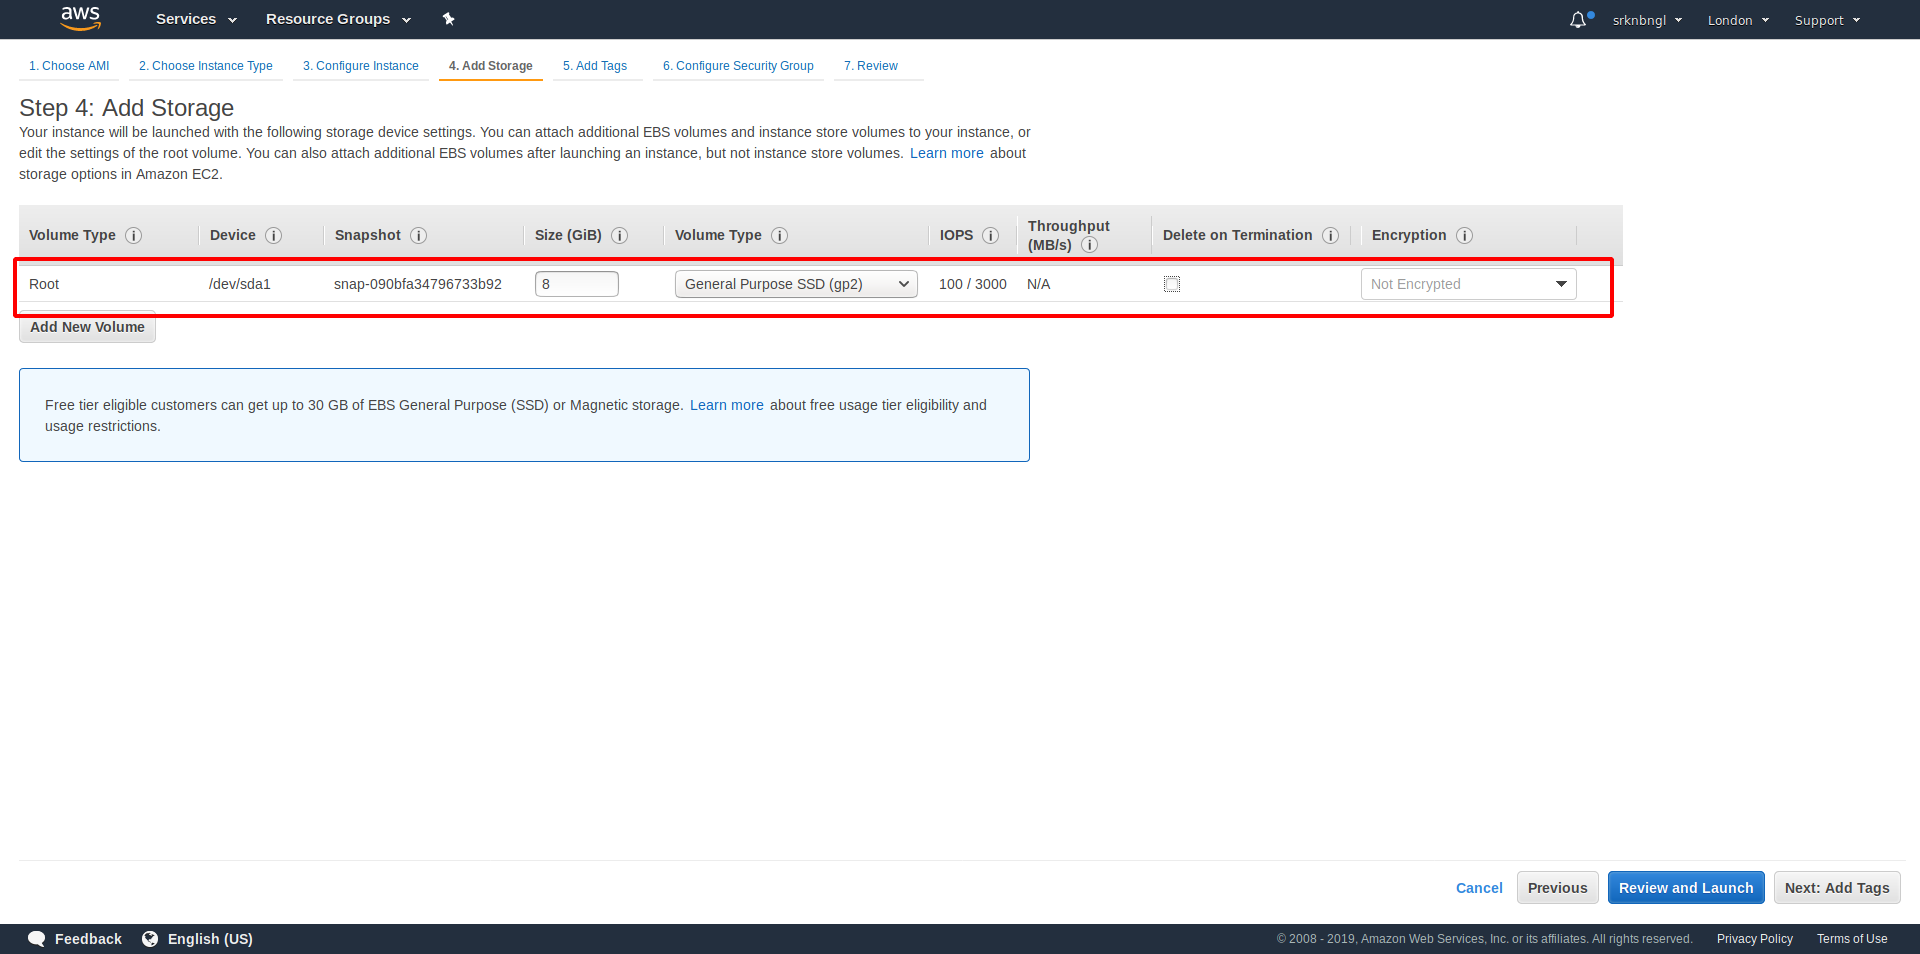 aws Services Resource Groups srknbngl London Support
1. Choose AMI 2. Choose Instance Type 3. Configure Instance 4. Add Storage 5. Add Tags 6. Configure Security Group 7. Review
Step 4: Add Storage
Your instance will be launched with the following storage device settings. You can attach additional EBS volumes and instance store volumes to your instance, or
edit the settings of the root volume. You can also attach additional EBS volumes after launching an instance, but not instance store volumes. Learn more about
storage options in Amazon EC2.
Volume Type i Device i Snapshot i Size (GiB) i Volume Type i IOPS i Throughput
(MB/s) i Delete on Termination i Encryption i
Root /dev/sda1 snap-090bfa34796733b92 8 General Purpose SSD (gp2) 100 / 3000 N/A Not Encrypted
Add New Volume
Free tier eligible customers can get up to 30 GB of EBS General Purpose (SSD) or Magnetic storage. Learn more about free usage tier eligibility and
usage restrictions.
Cancel Previous Review and Launch Next: Add Tags
Feedback English (US) © 2008 - 2019, Amazon Web Services, Inc. or its affiliates. All rights reserved. Privacy Policy Terms of Use